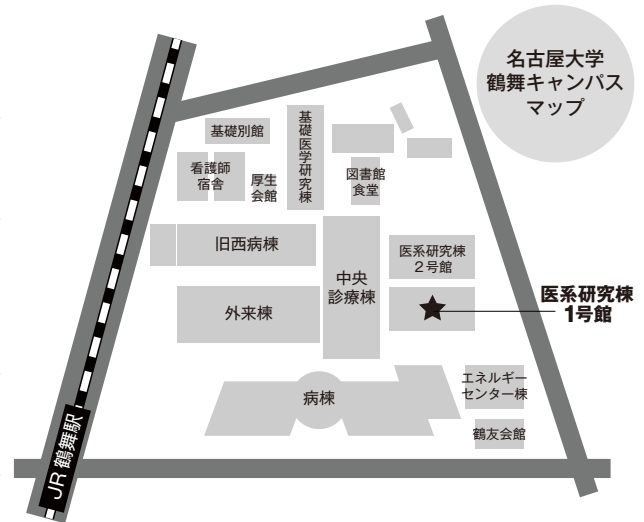 名古屋大学
鶴舞キャンパス
マップ
基礎別館
基礎医学研究棟
看護師
宿舎
厚生
会館
図書館
食堂
旧西病棟
中央
診療棟
医系研究棟
2号館
外来棟
医系研究棟
1号館
病棟
エネルギー
センター棟
鶴友会館
JR 鶴舞駅